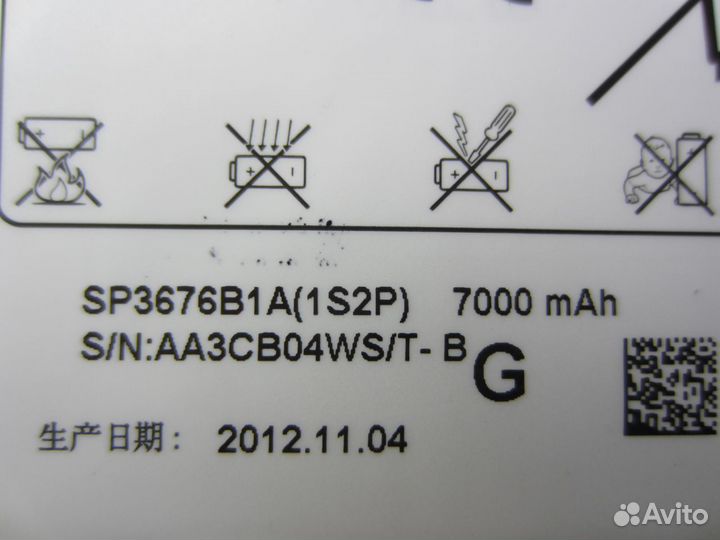 SP3676B1A(1S2P) 7000 mAh
S/N:AA3CB04WS/T- B
G
生产日期: 2012.11.04
Avito